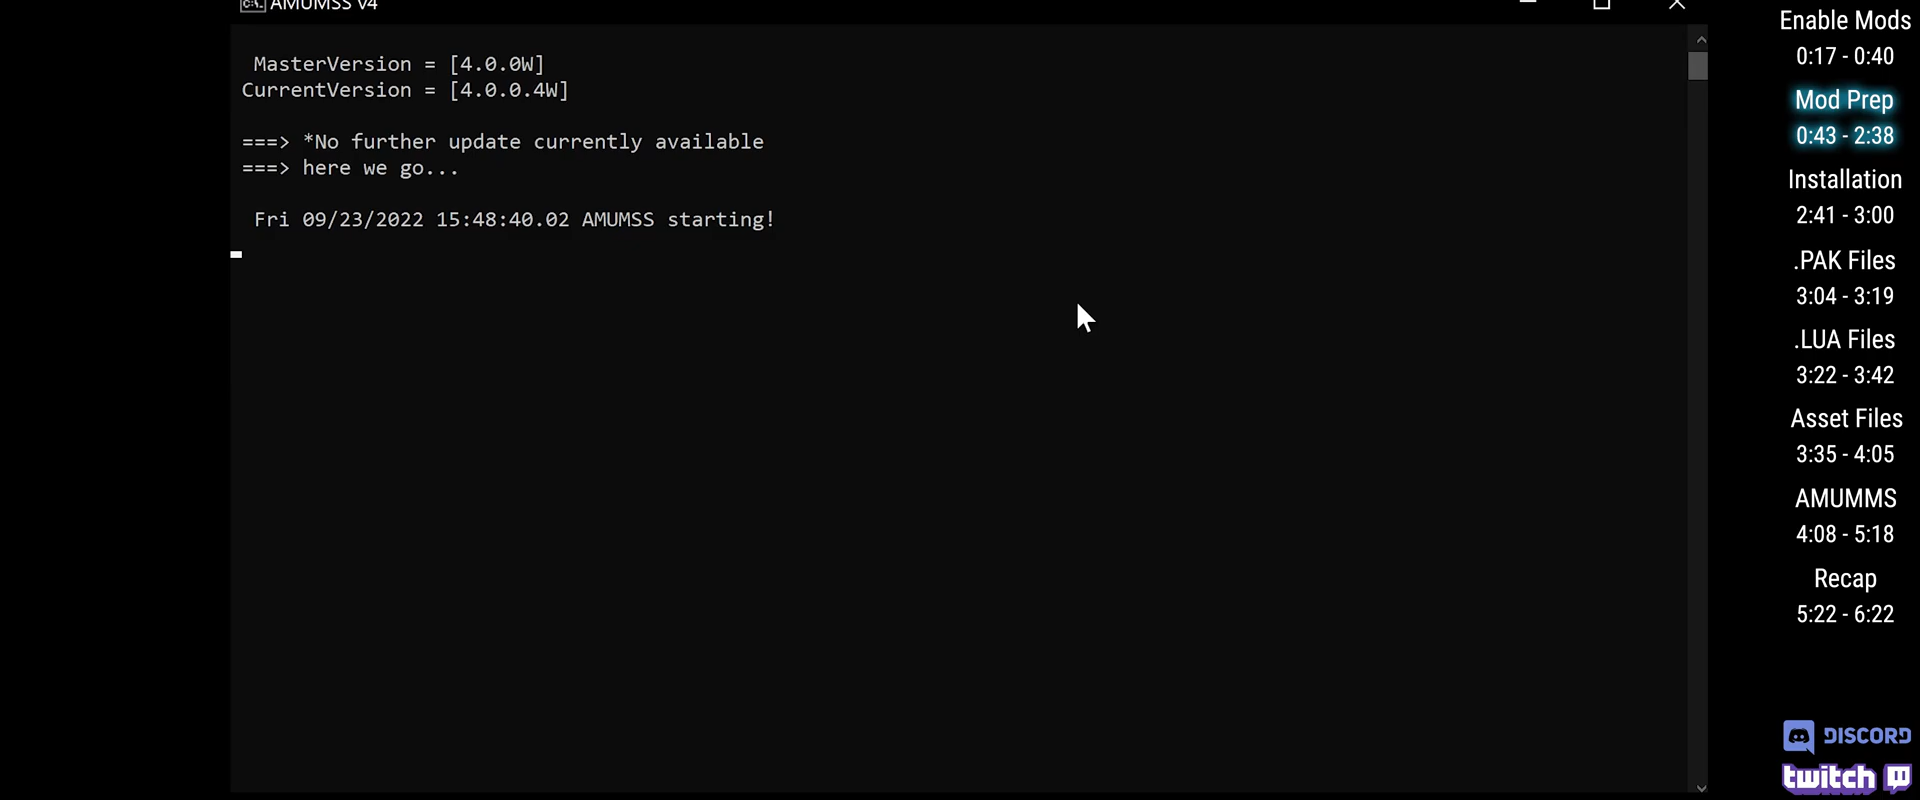 AMUMSS v4
MasterVersion = [4.0.0W]
CurrentVersion = [4.0.0.4W]
===> *No further update currently available
===> here we go...
Fri 09/23/2022 15:48:40.02 AMUMSS starting!
Enable Mods
0:17 - 0:40
Mod Prep
0:43 - 2:38
Installation
2:41 - 3:00
.PAK Files
3:04 - 3:19
.LUA Files
3:22 - 3:42
Asset Files
3:35 - 4:05
AMUMMS
4:08 - 5:18
Recap
5:22 - 6:22
DISCORD
twitch